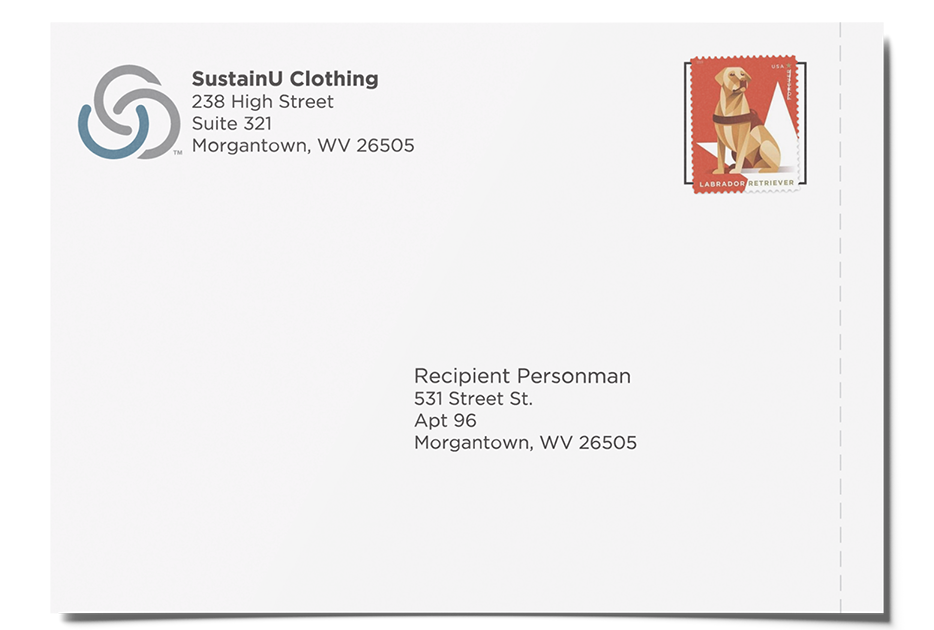 SustainU Clothing
238 High Street
Suite 321
Morgantown, WV 26505
TM
USA
LABRADOR RETRIEVER
Recipient Personman
531 Street St.
Apt 96
Morgantown, WV 26505